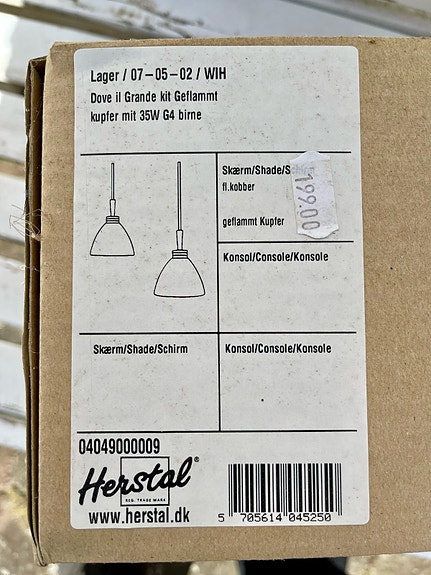 Lager / 07-05-02 / WIH
Dove il Grande kit Geflammt
kupfer mit 35W G4 birne
Skærm/Shade/Schirm
fl.kobber
199.00
geflammt Kupfer
Konsol/Console/Konsole
Skærm/Shade/Schirm
Konsol/Console/Konsole
04049000009
Herstal®
REG. TRADE MARK
www.herstal.dk
5 705614 045250